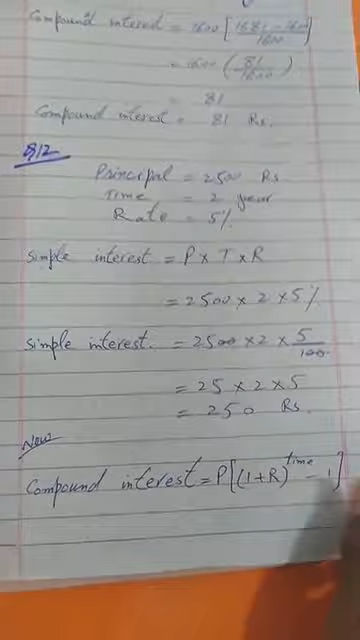 Compound interest = 1600 [1681 - 1600 / 1600]
= 1600 (81 / 1600)
= 81
Compound interest = 81 Rs.
Q12
Principal = 2500 Rs
Time = 2 year
Rate = 5%
Simple interest = P x T x R
= 2500 x 2 x 5%
Simple interest. = 2500 x 2 x 5/100
= 25 x 2 x 5
= 250 Rs.
Now
Compound interest = P[(1+R)^time - 1]